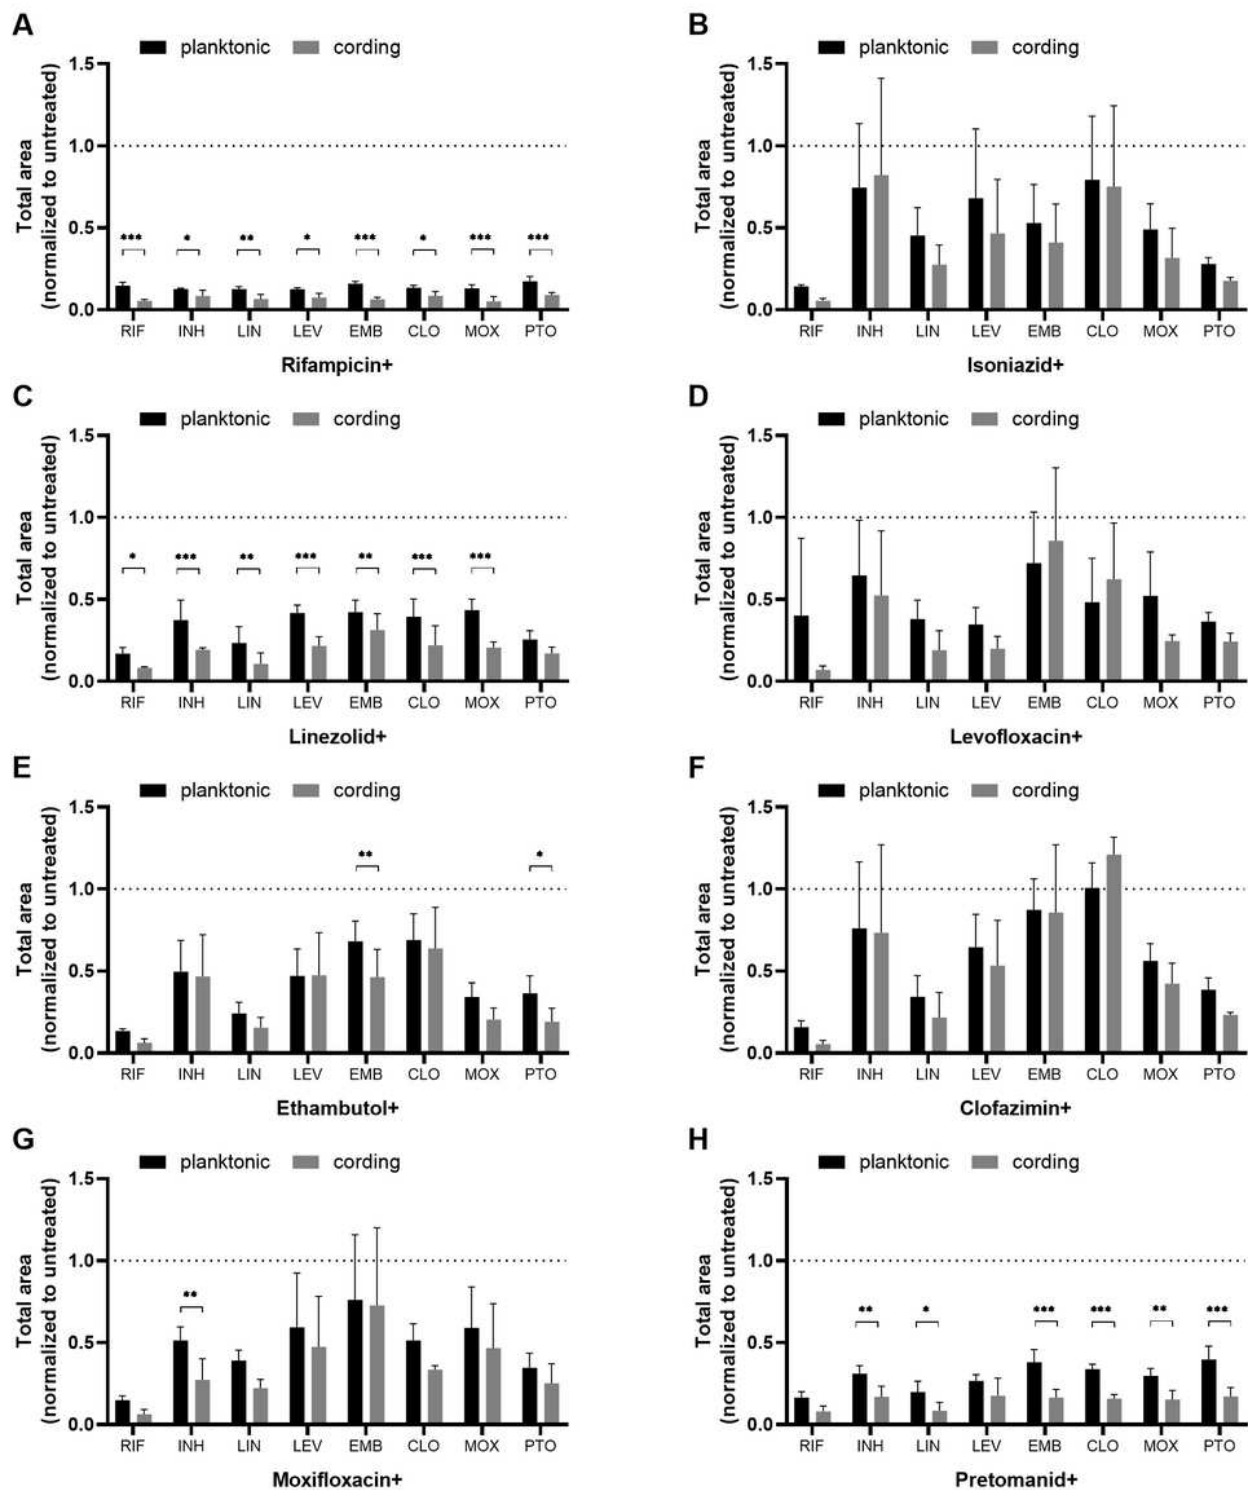 A
planktonic cording
Total area
(normalized to untreated)
1.5
1.0
0.5
0.0
*** * ** * *** * *** ***
RIF INH LIN LEV EMB CLO MOX PTO
Rifampicin+
B
planktonic cording
Total area
(normalized to untreated)
1.5
1.0
0.5
0.0
RIF INH LIN LEV EMB CLO MOX PTO
Isoniazid+
C
planktonic cording
Total area
(normalized to untreated)
1.5
1.0
0.5
0.0
* *** ** *** ** *** ***
RIF INH LIN LEV EMB CLO MOX PTO
Linezolid+
D
planktonic cording
Total area
(normalized to untreated)
1.5
1.0
0.5
0.0
RIF INH LIN LEV EMB CLO MOX PTO
Levofloxacin+
E
planktonic cording
Total area
(normalized to untreated)
1.5
1.0
0.5
0.0
** *
RIF INH LIN LEV EMB CLO MOX PTO
Ethambutol+
F
planktonic cording
Total area
(normalized to untreated)
1.5
1.0
0.5
0.0
RIF INH LIN LEV EMB CLO MOX PTO
Clofazimin+
G
planktonic cording
Total area
(normalized to untreated)
1.5
1.0
0.5
0.0
**
RIF INH LIN LEV EMB CLO MOX PTO
Moxifloxacin+
H
planktonic cording
Total area
(normalized to untreated)
1.5
1.0
0.5
0.0
** * *** *** ** ***
RIF INH LIN LEV EMB CLO MOX PTO
Pretomanid+